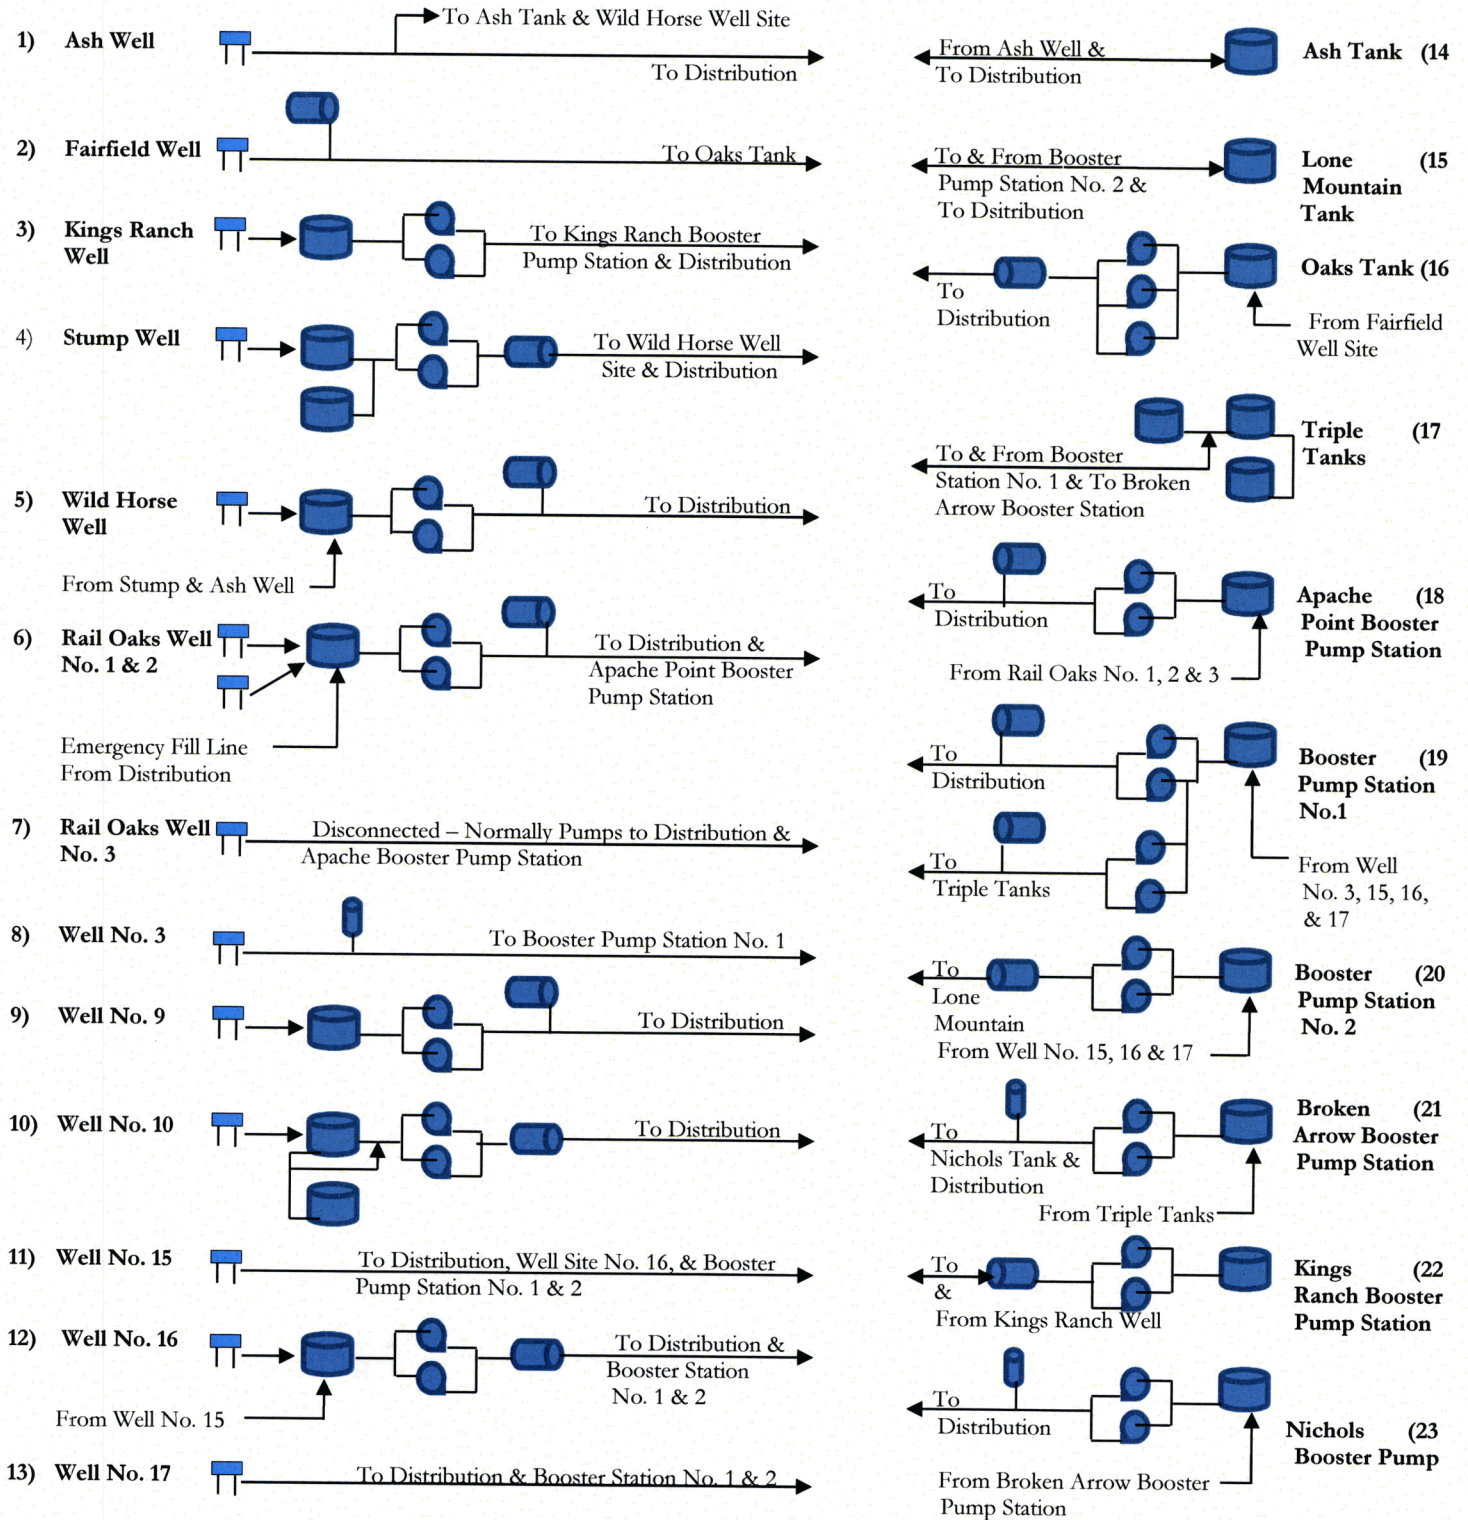 1) Ash Well
To Ash Tank & Wild Horse Well Site
To Distribution
2) Fairfield Well
To Oaks Tank
3) Kings Ranch
Well
To Kings Ranch Booster
Pump Station & Distribution
4) Stump Well
To Wild Horse Well
Site & Distribution
5) Wild Horse
Well
To Distribution
From Stump & Ash Well
6) Rail Oaks Well
No. 1 & 2
To Distribution &
Apache Point Booster
Pump Station
Emergency Fill Line
From Distribution
7) Rail Oaks Well
No. 3
Disconnected – Normally Pumps to Distribution &
Apache Booster Pump Station
8) Well No. 3
To Booster Pump Station No. 1
9) Well No. 9
To Distribution
10) Well No. 10
To Distribution
11) Well No. 15
To Distribution, Well Site No. 16, & Booster
Pump Station No. 1 & 2
12) Well No. 16
To Distribution &
Booster Station
No. 1 & 2
From Well No. 15
13) Well No. 17
To Distribution & Booster Station No. 1 & 2
From Ash Well &
To Distribution
Ash Tank (14
To & From Booster
Pump Station No. 2 &
To Dsitribution
Lone (15
Mountain
Tank
Oaks Tank (16
To
Distribution
From Fairfield
Well Site
Triple (17
Tanks
To & From Booster
Station No. 1 & To Broken
Arrow Booster Station
Apache (18
Point Booster
Pump Station
To
Distribution
From Rail Oaks No. 1, 2 & 3
Booster (19
Pump Station
No.1
To
Distribution
To
Triple Tanks
From Well
No. 3, 15, 16,
& 17
Booster (20
Pump Station
No. 2
To
Lone
Mountain
From Well No. 15, 16 & 17
Broken (21
Arrow Booster
Pump Station
To
Nichols Tank &
Distribution
From Triple Tanks
Kings (22
Ranch Booster
Pump Station
To
&
From Kings Ranch Well
To
Distribution
Nichols (23
Booster Pump
From Broken Arrow Booster
Pump Station